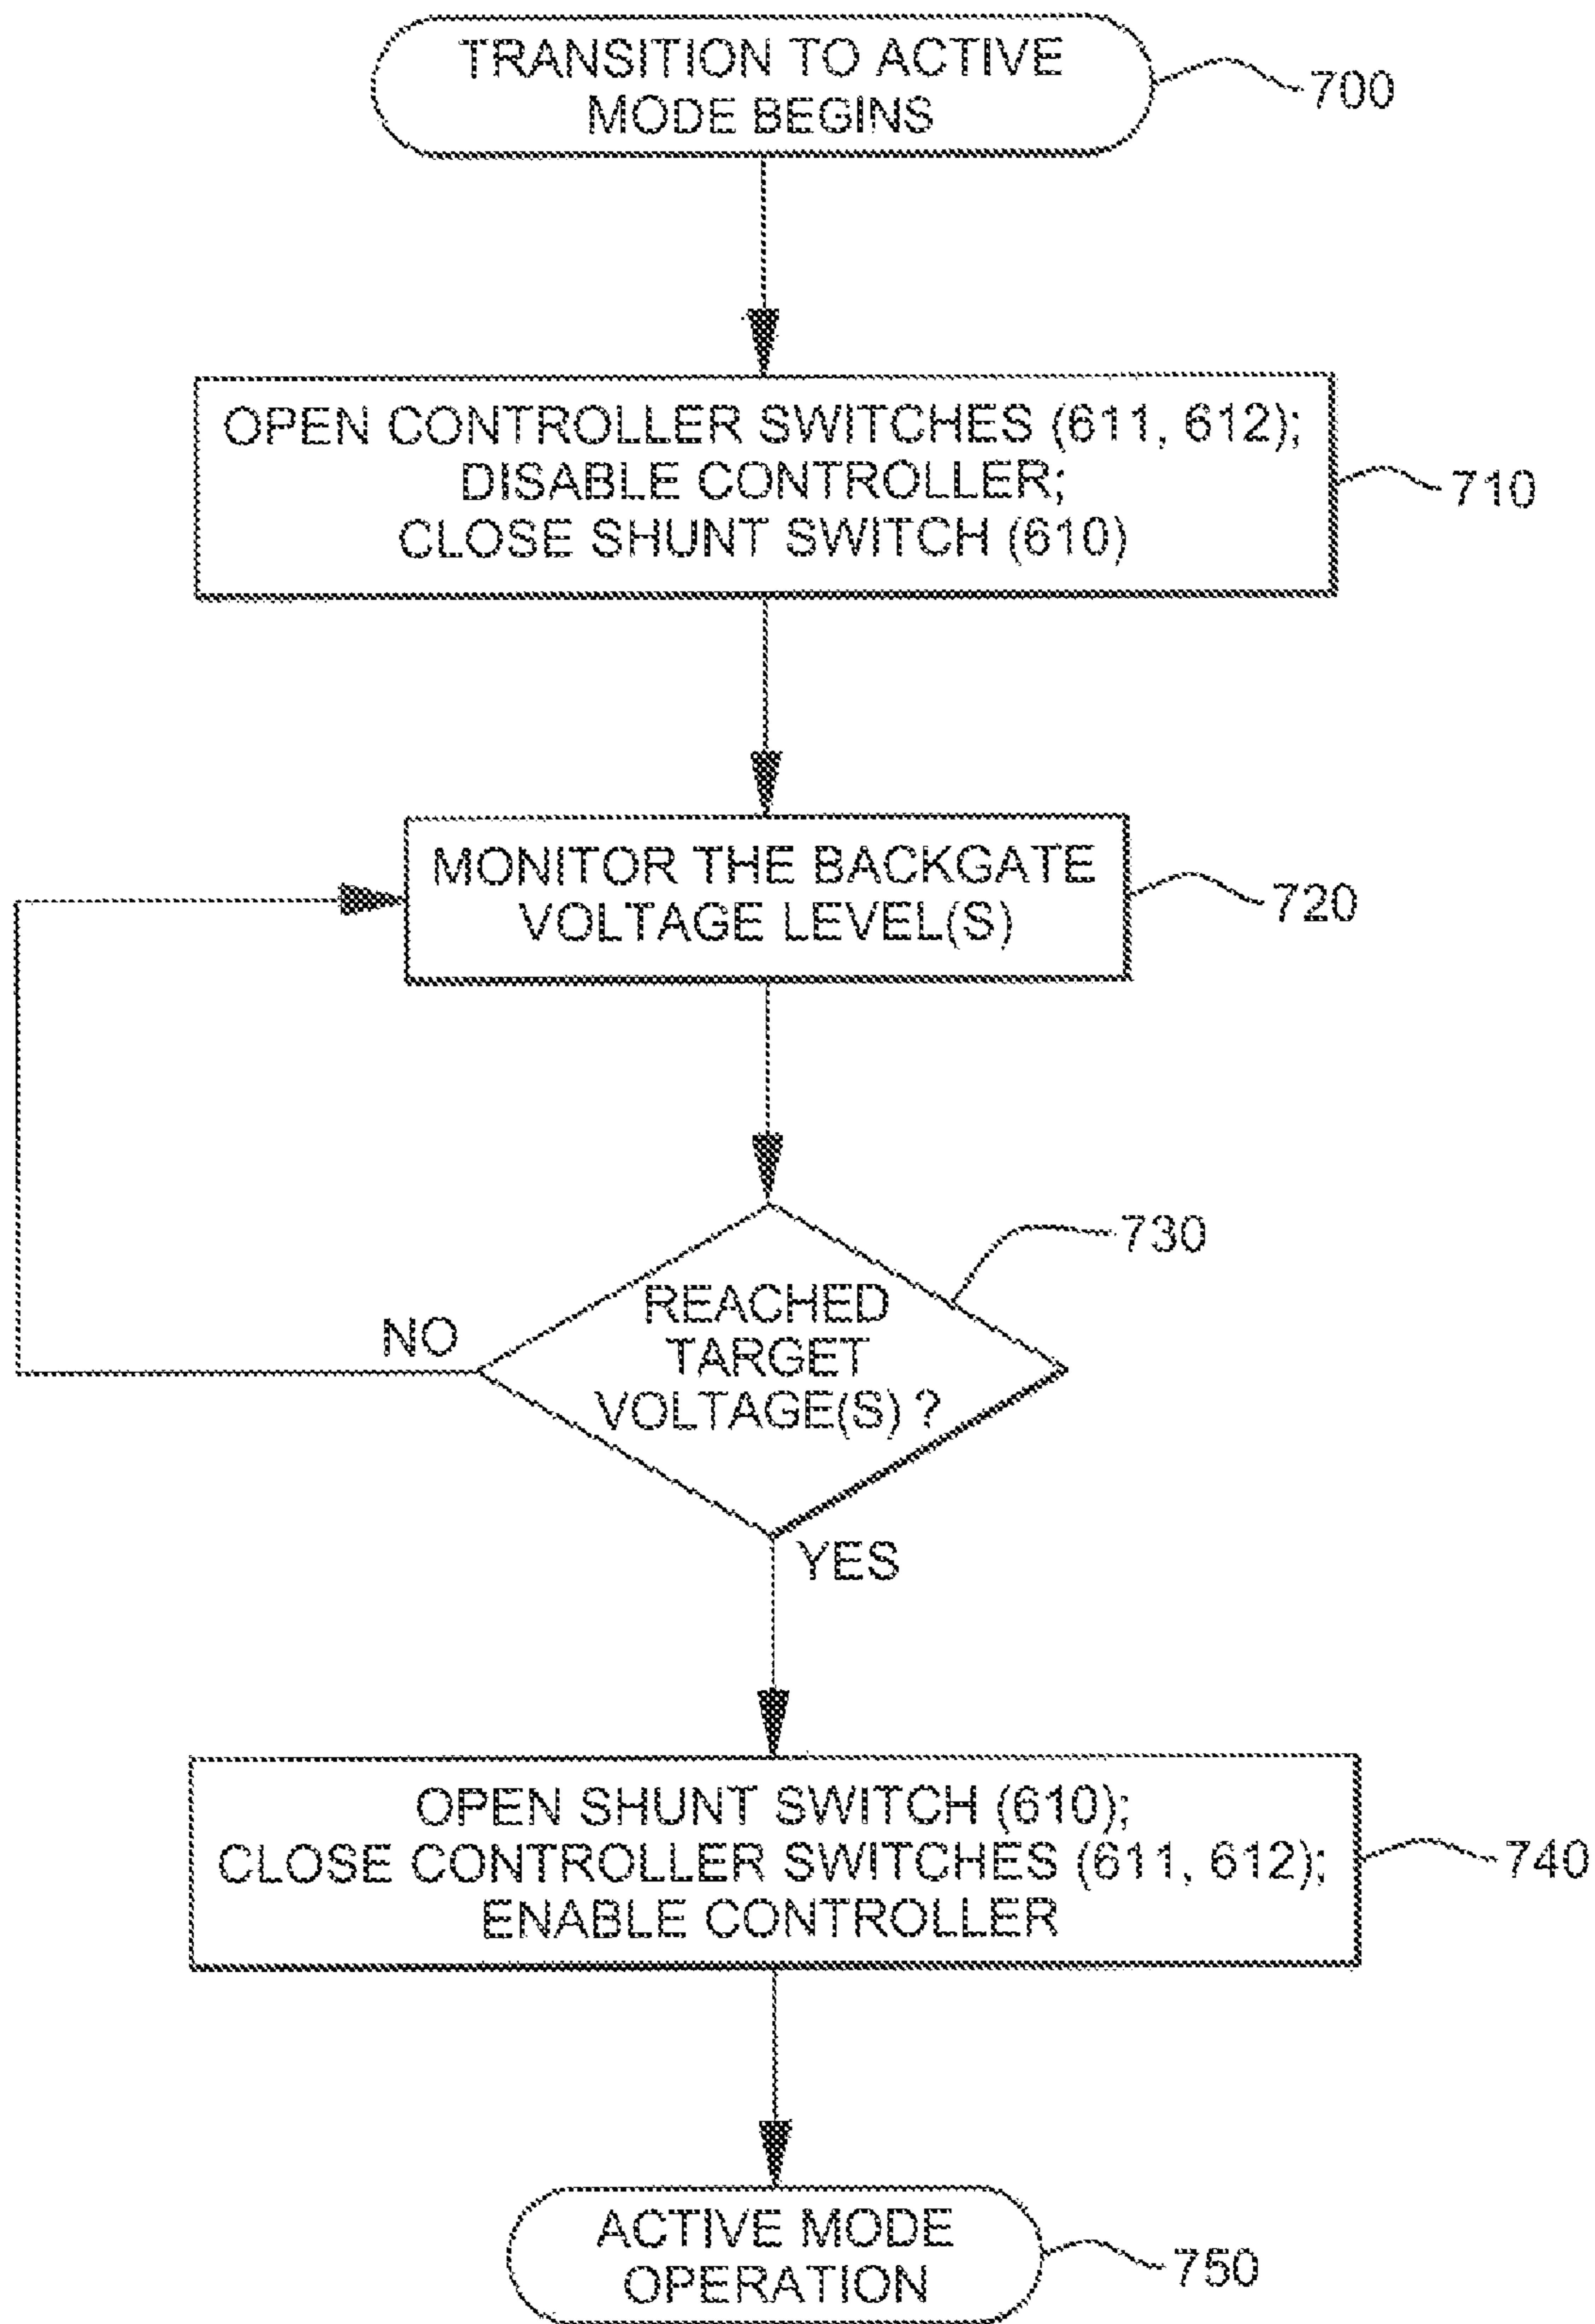 TRANSITION TO ACTIVE
MODE BEGINS
700
OPEN CONTROLLER SWITCHES (611, 612);
DISABLE CONTROLLER;
CLOSE SHUNT SWITCH (610)
710
MONITOR THE BACKGATE
VOLTAGE LEVEL(S)
720
730
REACHED
TARGET
VOLTAGE(S) ?
NO
YES
OPEN SHUNT SWITCH (610);
CLOSE CONTROLLER SWITCHES (611, 612);
ENABLE CONTROLLER
740
ACTIVE MODE
OPERATION
750